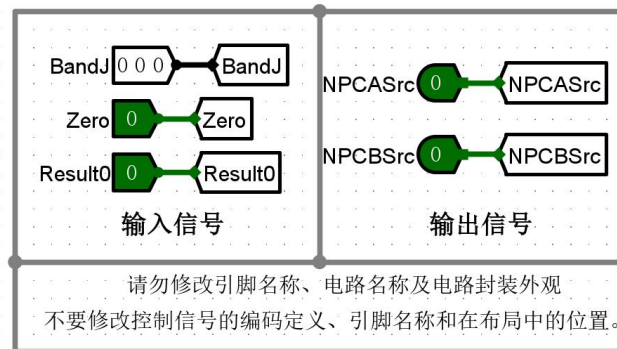 BandJ 0 0 0 BandJ
Zero 0 Zero
Result0 0 Result0
输入信号
NPCASrc 0 NPCASrc
NPCBSrc 0 NPCBSrc
输出信号
请勿修改引脚名称、电路名称及电路封装外观
不要修改控制信号的编码定义、引脚名称和在布局中的位置。